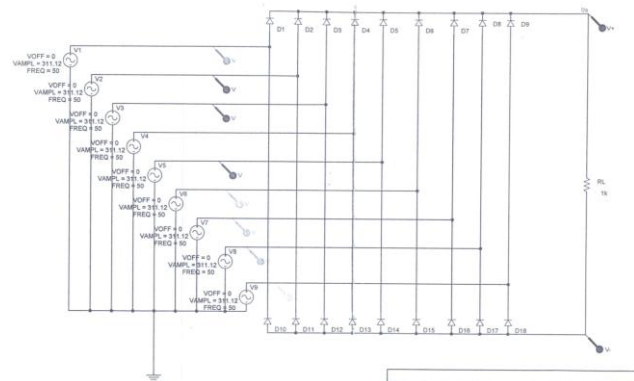 Vo
D1 D2 D3 D4 D5 D6 D7 D8 D9
V+
V1
VOFF = 0
VAMPL = 311.12
FREQ = 50
V2
VOFF = 0
VAMPL = 311.12
FREQ = 50
V3
VOFF = 0
VAMPL = 311.12
FREQ = 50
V4
VOFF = 0
VAMPL = 311.12
FREQ = 50
V5
VOFF = 0
VAMPL = 311.12
FREQ = 50
V6
VOFF = 0
VAMPL = 311.12
FREQ = 50
V7
VOFF = 0
VAMPL = 311.12
FREQ = 50
V8
VOFF = 0
VAMPL = 311.12
FREQ = 50
V9
VOFF = 0
VAMPL = 311.12
FREQ = 50
V
V
V
V
RL
1k
D10 D11 D12 D13 D14 D15 D16 D17 D18
V-